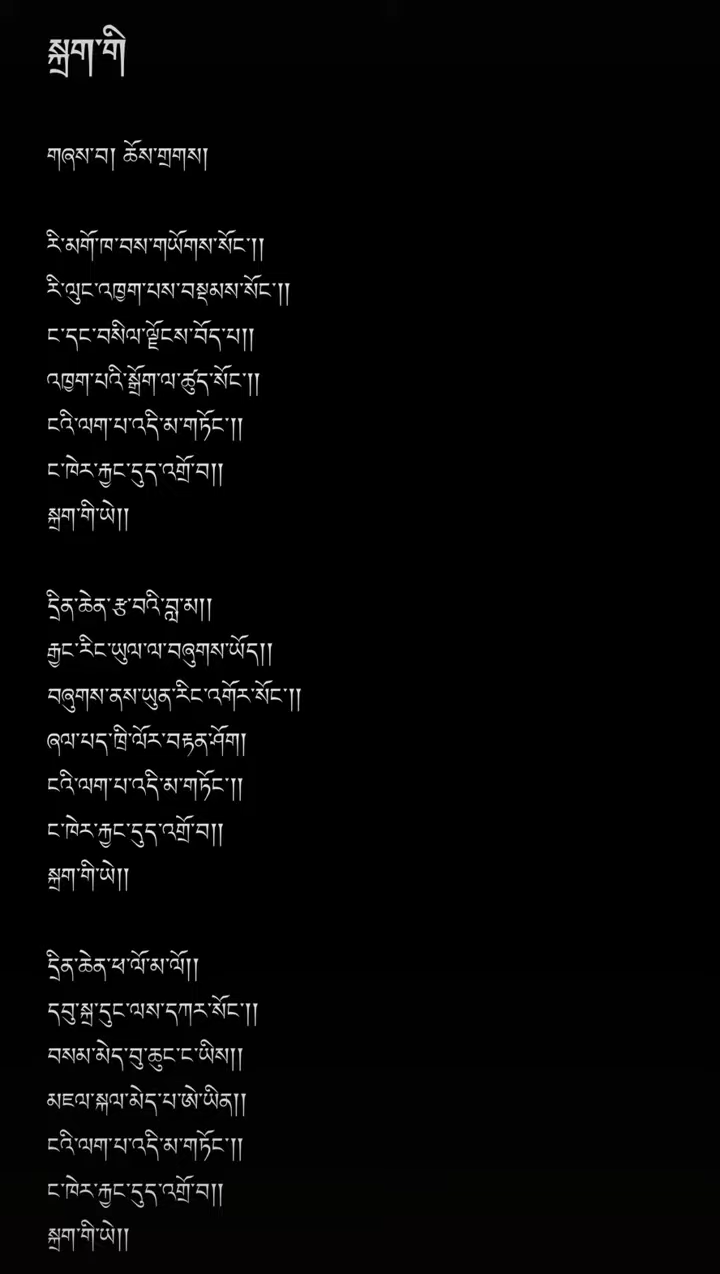 སྐྲག་གི
གཞས་བ། ཆོས་གྲགས།
རི་མགོ་ཁ་བས་གཡོགས་སོང་།།
རི་ལུང་འཁྱག་པས་བསྡམས་སོང་།།
ང་དང་བསིལ་ལྗོངས་བོད་པ།།
འཁྱག་པའི་སྒྲོག་ལ་ཚུད་སོང་།།
ངའི་ལག་པ་འདི་མ་གཏོང་།།
ང་ཁེར་རྐྱང་དུད་འགྲོ་བ།།
སྐྲག་གི་ཡེ།།
དྲིན་ཆེན་རྩ་བའི་བླ་མ།།
རྒྱང་རིང་ཡུལ་ལ་བཞུགས་ཡོད།།
བཞུགས་ནས་ཡུན་རིང་འགོར་སོང་།།
ཞལ་པད་ཁྲི་ལོར་བརྟན་ཤོག།
ངའི་ལག་པ་འདི་མ་གཏོང་།།
ང་ཁེར་རྐྱང་དུད་འགྲོ་བ།།
སྐྲག་གི་ཡེ།།
དྲིན་ཆེན་ཕ་ལོ་མ་ལོ།།
དབུ་སྐྲ་དུང་ལས་དཀར་སོང་།།
བསམ་མེད་བུ་ཆུང་ང་ཡིས།།
མཇལ་སྐལ་མེད་པ་ཨེ་ཡིན།།
ངའི་ལག་པ་འདི་མ་གཏོང་།།
ང་ཁེར་རྐྱང་དུད་འགྲོ་བ།།
སྐྲག་གི་ཡེ།།